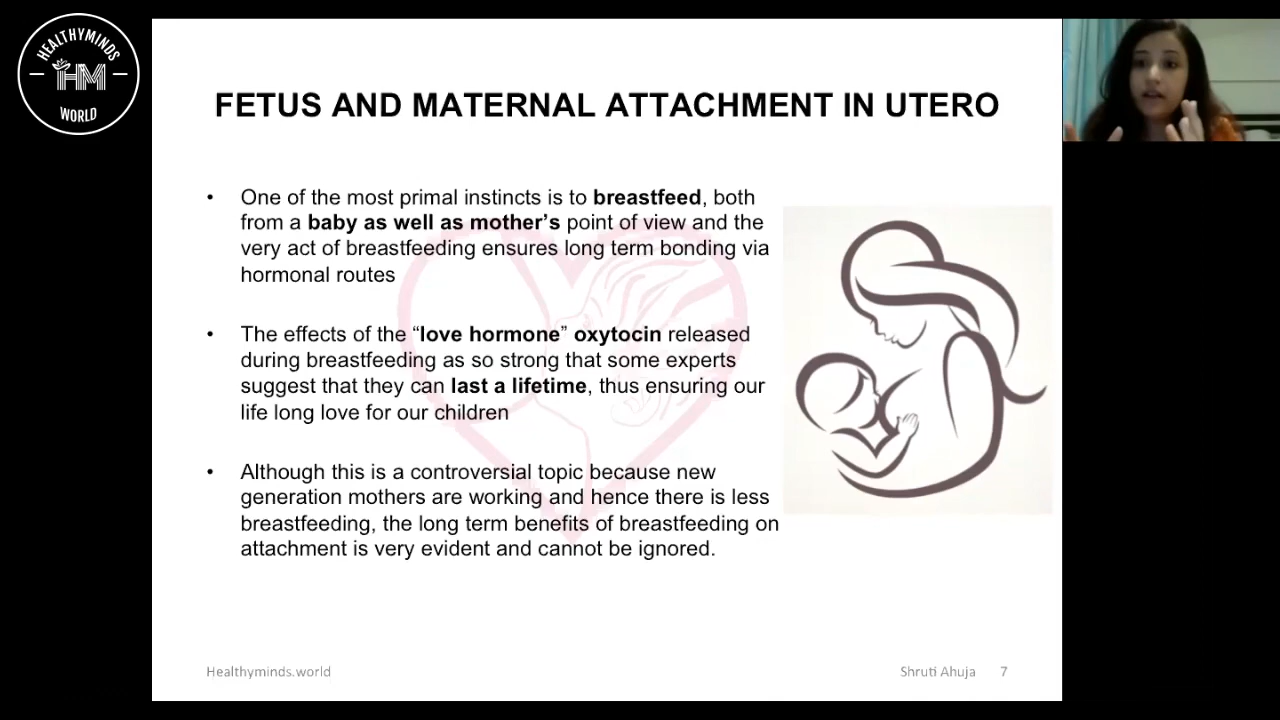 HEALTHYMINDS
HM
WORLD
FETUS AND MATERNAL ATTACHMENT IN UTERO
• One of the most primal instincts is to breastfeed, both
from a baby as well as mother’s point of view and the
very act of breastfeeding ensures long term bonding via
hormonal routes
• The effects of the “love hormone” oxytocin released
during breastfeeding as so strong that some experts
suggest that they can last a lifetime, thus ensuring our
life long love for our children
• Although this is a controversial topic because new
generation mothers are working and hence there is less
breastfeeding, the long term benefits of breastfeeding on
attachment is very evident and cannot be ignored.
Healthyminds.world
Shruti Ahuja 7